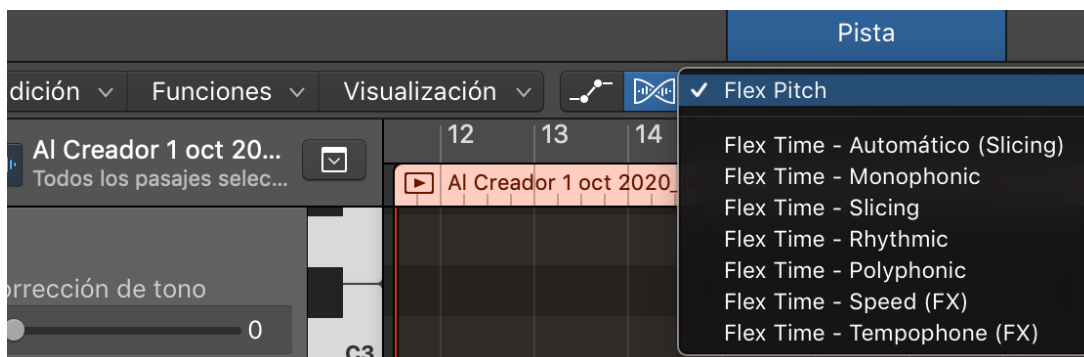 Pista
dición Funciones Visualización Flex Pitch
12 13 14
Al Creador 1 oct 20...
Todos los pasajes selec...
Al Creador 1 oct 2020_
Flex Time - Automático (Slicing)
Flex Time - Monophonic
Flex Time - Slicing
Flex Time - Rhythmic
Flex Time - Polyphonic
Flex Time - Speed (FX)
Flex Time - Tempophone (FX)
orrección de tono
0
C3